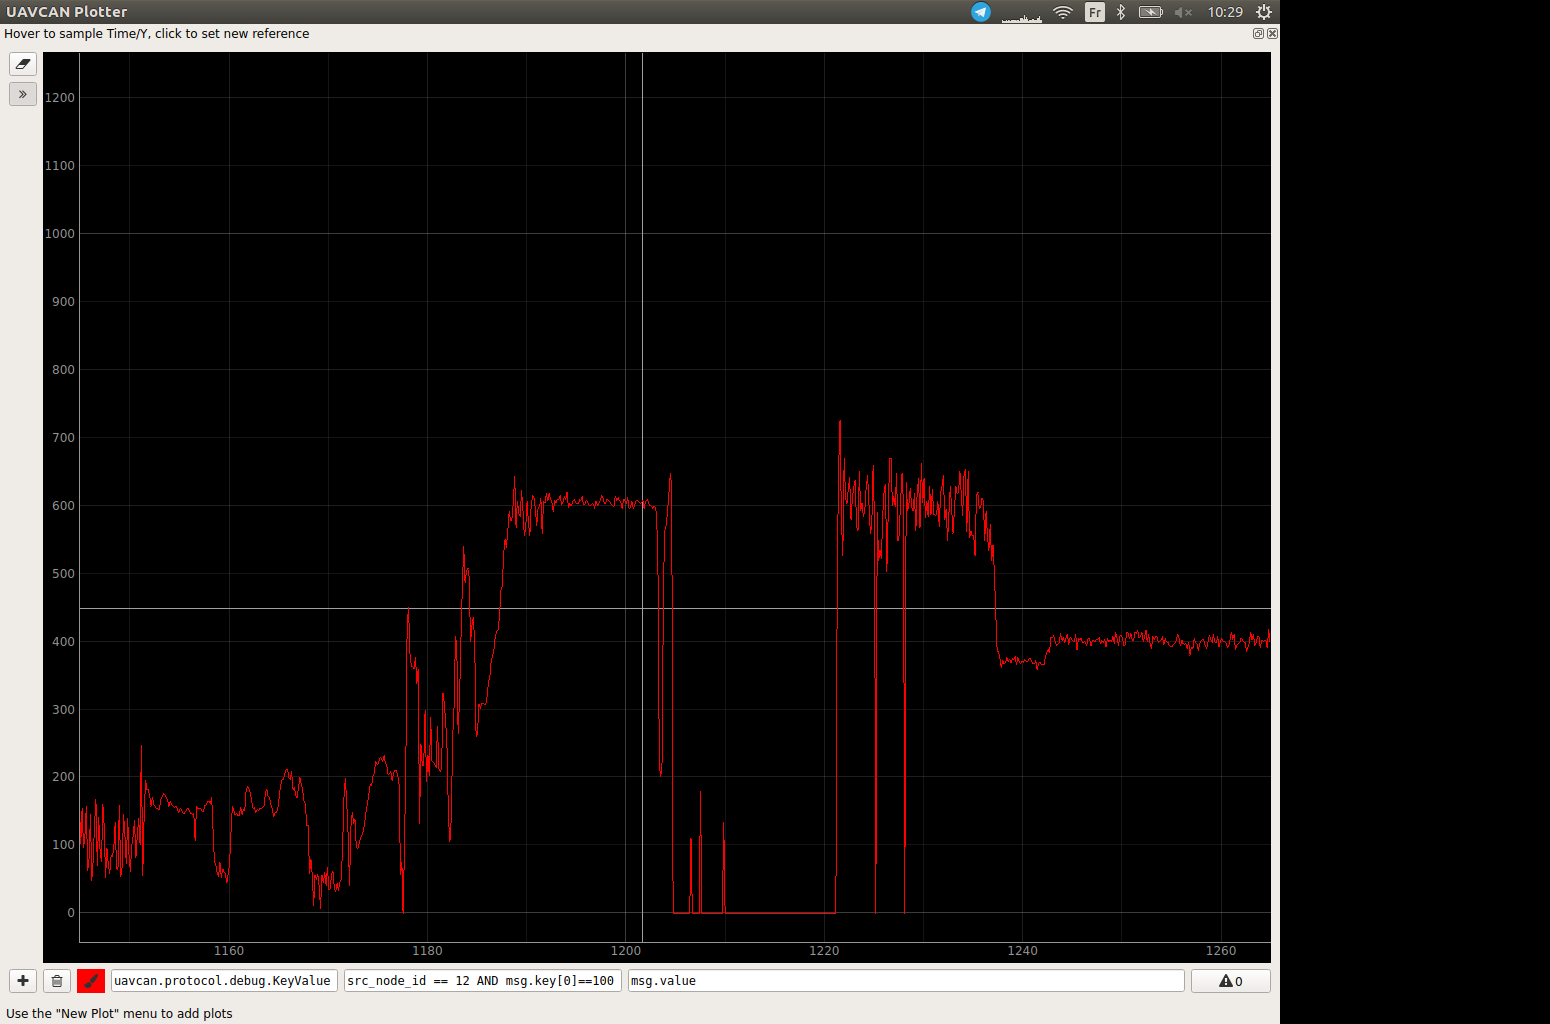 UAVCAN Plotter
Fr
10:29
Hover to sample Time/Y, click to set new reference
1200
1100
1000
900
800
700
600
500
400
300
200
100
0
1160 1180 1200 1220 1240 1260
uavcan.protocol.debug.KeyValue src_node_id == 12 AND msg.key[0]==100 msg.value 0
Use the "New Plot" menu to add plots